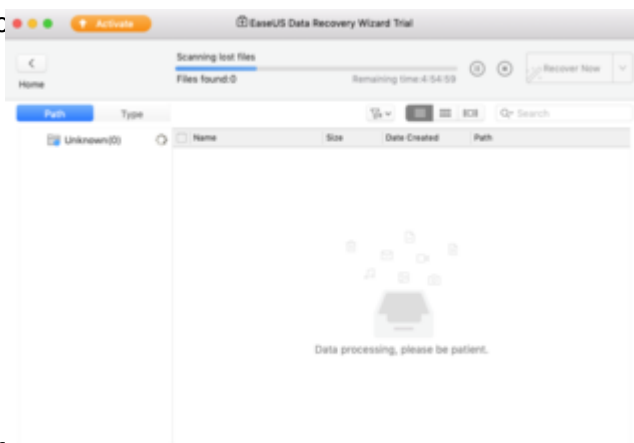 Activate
EaseUS Data Recovery Wizard Trial
Scanning lost files
Files found:0
Remaining time:4:54:59
Recover Now
Home
Path
Type
Search
Unknown(0)
Name
Size
Date Created
Path
Data processing, please be patient.